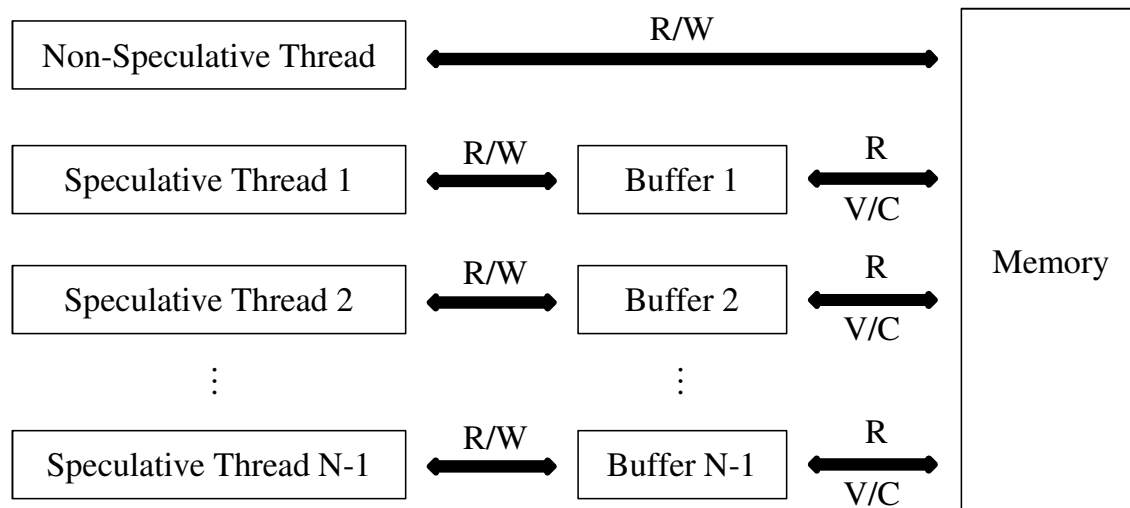 R/W
Non-Speculative Thread
Speculative Thread 1
R/W
Buffer 1
R
V/C
Speculative Thread 2
R/W
Buffer 2
R
V/C
Memory
⋮
⋮
Speculative Thread N-1
R/W
Buffer N-1
R
V/C